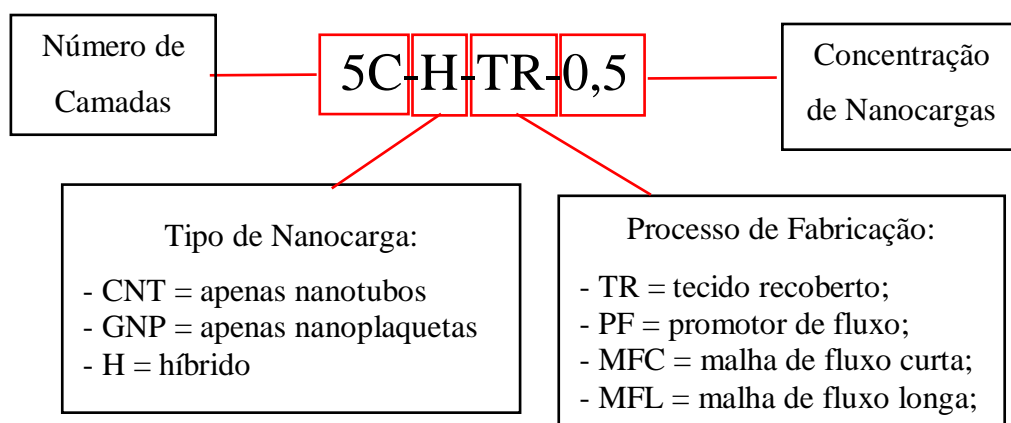 Número de
Camadas
5C-H-TR-0,5
Concentração
de Nanocargas
Tipo de Nanocarga:
- CNT = apenas nanotubos
- GNP = apenas nanoplaquetas
- H = híbrido
Processo de Fabricação:
- TR = tecido recoberto;
- PF = promotor de fluxo;
- MFC = malha de fluxo curta;
- MFL = malha de fluxo longa;